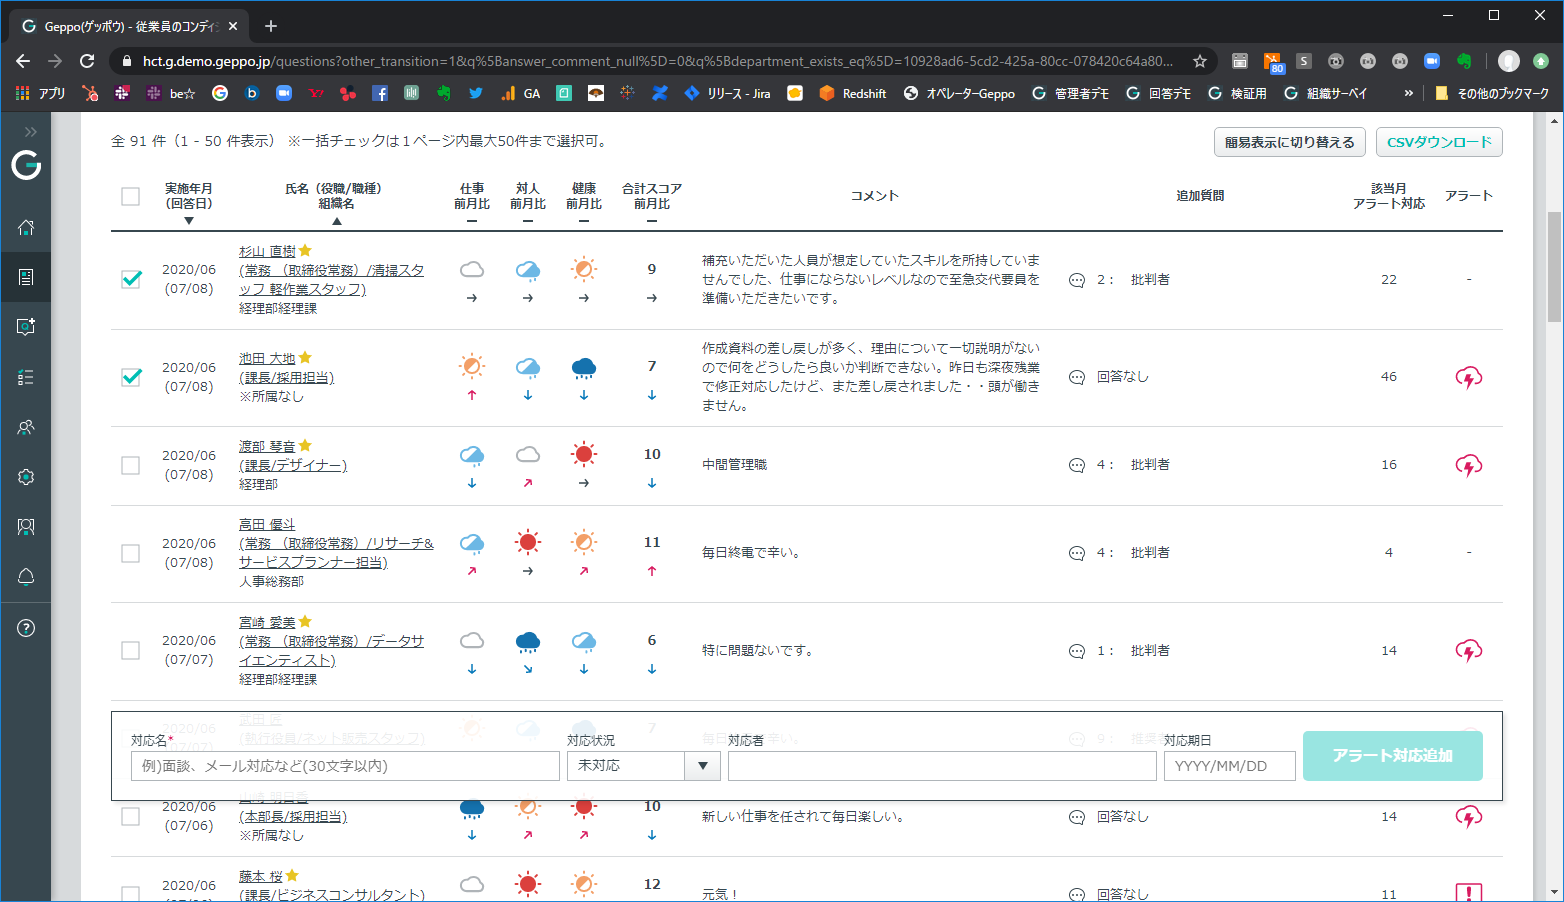 Geppo(ゲッポウ) - 従業員のコンディ
hct.g.demo.geppo.jp/questions?other_transition=1&q%5Banswer_comment_null%5D=0&q%5Bdepartment_exists_eq%5D=10928ad6-5cd2-425a-80cc-078420c64a80...
80
S
アプリ
be☆
GA
リリース - Jira
Redshift
オペレーターGeppo
管理者デモ
回答デモ
検証用
組織サーベイ
»
その他のブックマーク
全 91 件（1 - 50 件表示） ※一括チェックは１ページ内最大50件まで選択可。
簡易表示に切り替える
CSVダウンロード
実施年月
（回答日）
▼
氏名（役職/職種）
組織名
▲
仕事
前月比
ー
対人
前月比
ー
健康
前月比
ー
合計スコア
前月比
ー
コメント
追加質問
該当月
アラート対応
アラート
2020/06
(07/08)
杉山 直樹
(常務 （取締役常務）/清掃スタ
ッフ 軽作業スタッフ)
経理部経理課
→ → →
9
→
補充いただいた人員が想定していたスキルを所持していま
せんでした、仕事にならないレベルなので至急交代要員を
準備いただきたいです。
2： 批判者
22
-
2020/06
(07/08)
池田 大地
(課長/採用担当)
※所属なし
↑ ↓ ↓
7
↓
作成資料の差し戻しが多く、理由について一切説明がない
ので何をどうしたら良いか判断できない。昨日も深夜残業
で修正対応したけど、また差し戻されました・・頭が働き
ません。
回答なし
46
2020/06
(07/08)
渡部 琴音
(課長/デザイナー)
経理部
↓ ↗ →
10
↓
中間管理職
4： 批判者
16
2020/06
(07/08)
高田 優斗
(常務 （取締役常務）/リサーチ&
サービスプランナー担当)
人事総務部
↗ → ↗
11
↑
毎日終電で辛い。
4： 批判者
4
-
2020/06
(07/07)
宮崎 愛美
(常務 （取締役常務）/データサ
イエンティスト)
経理部経理課
↓ ↘ ↓
6
↓
特に問題ないです。
1： 批判者
14
2020/06
武田 匠
(執行役員/ネット販売スタッフ)
7
9：
対応名*
例)面談、メール対応など(30文字以内)
対応状況
未対応
▼
対応者
対応期日
YYYY/MM/DD
アラート対応追加
2020/06
(07/06)
(本部長/採用担当)
※所属なし
↓ ↗ ↗
10
↓
新しい仕事を任されて毎日楽しい。
回答なし
14
2020/06
藤本 桜
(課長/ビジネスコンサルタント)
12
元気！
回答なし
11